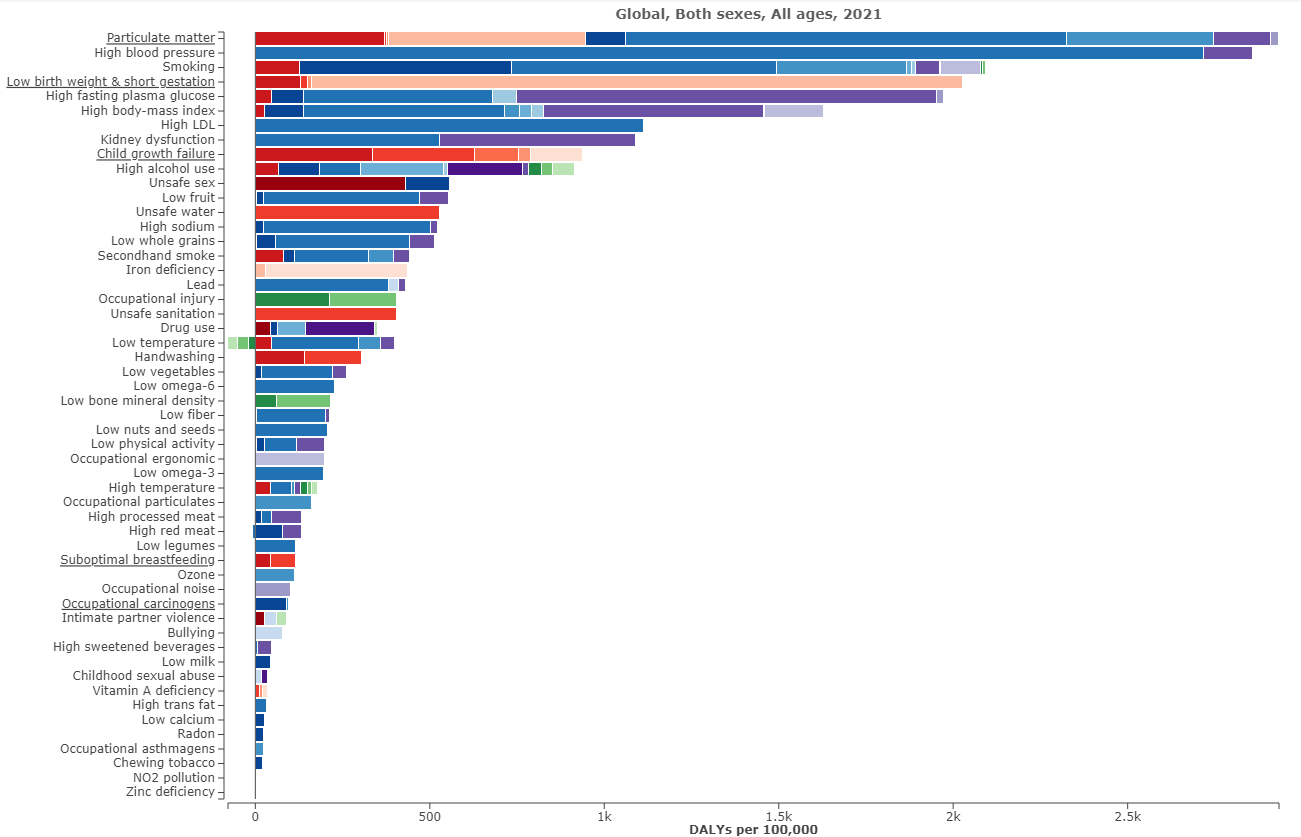 Global, Both sexes, All ages, 2021
Particulate matter
High blood pressure
Smoking
Low birth weight & short gestation
High fasting plasma glucose
High body-mass index
High LDL
Kidney dysfunction
Child growth failure
High alcohol use
Unsafe sex
Low fruit
Unsafe water
High sodium
Low whole grains
Secondhand smoke
Iron deficiency
Lead
Occupational injury
Unsafe sanitation
Drug use
Low temperature
Handwashing
Low vegetables
Low omega-6
Low bone mineral density
Low fiber
Low nuts and seeds
Low physical activity
Occupational ergonomic
Low omega-3
High temperature
Occupational particulates
High processed meat
High red meat
Low legumes
Suboptimal breastfeeding
Ozone
Occupational noise
Occupational carcinogens
Intimate partner violence
Bullying
High sweetened beverages
Low milk
Childhood sexual abuse
Vitamin A deficiency
High trans fat
Low calcium
Radon
Occupational asthmagens
Chewing tobacco
NO2 pollution
Zinc deficiency
0 500 1k 1.5k 2k 2.5k
DALYs per 100,000